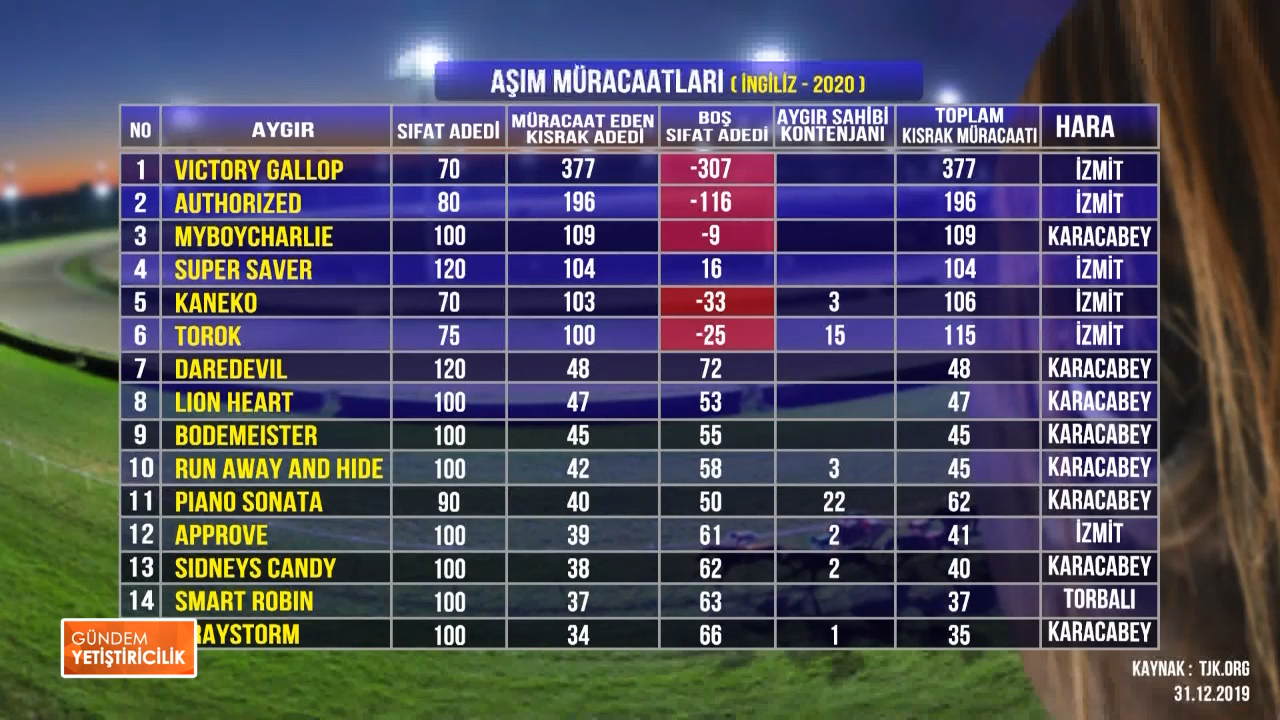 AŞIM MÜRACAATLARI ( İNGİLİZ - 2020 )
NO AYGIR SIFAT ADEDİ MÜRACAAT EDEN KISRAK ADEDİ BOŞ SIFAT ADEDİ AYGIR SAHİBİ KONTENJANI TOPLAM KISRAK MÜRACAATI HARA
1 VICTORY GALLOP 70 377 -307 377 İZMİT
2 AUTHORIZED 80 196 -116 196 İZMİT
3 MYBOYCHARLIE 100 109 -9 109 KARACABEY
4 SUPER SAVER 120 104 16 104 İZMİT
5 KANEKO 70 103 -33 3 106 İZMİT
6 TOROK 75 100 -25 15 115 İZMİT
7 DAREDEVIL 120 48 72 48 KARACABEY
8 LION HEART 100 47 53 47 KARACABEY
9 BODEMEISTER 100 45 55 45 KARACABEY
10 RUN AWAY AND HIDE 100 42 58 3 45 KARACABEY
11 PIANO SONATA 90 40 50 22 62 KARACABEY
12 APPROVE 100 39 61 2 41 İZMİT
13 SIDNEYS CANDY 100 38 62 2 40 KARACABEY
14 SMART ROBIN 100 37 63 37 TORBALI
RAYSTORM 100 34 66 1 35 KARACABEY
GÜNDEM
YETİŞTİRİCİLİK
KAYNAK : TJK.ORG
31.12.2019